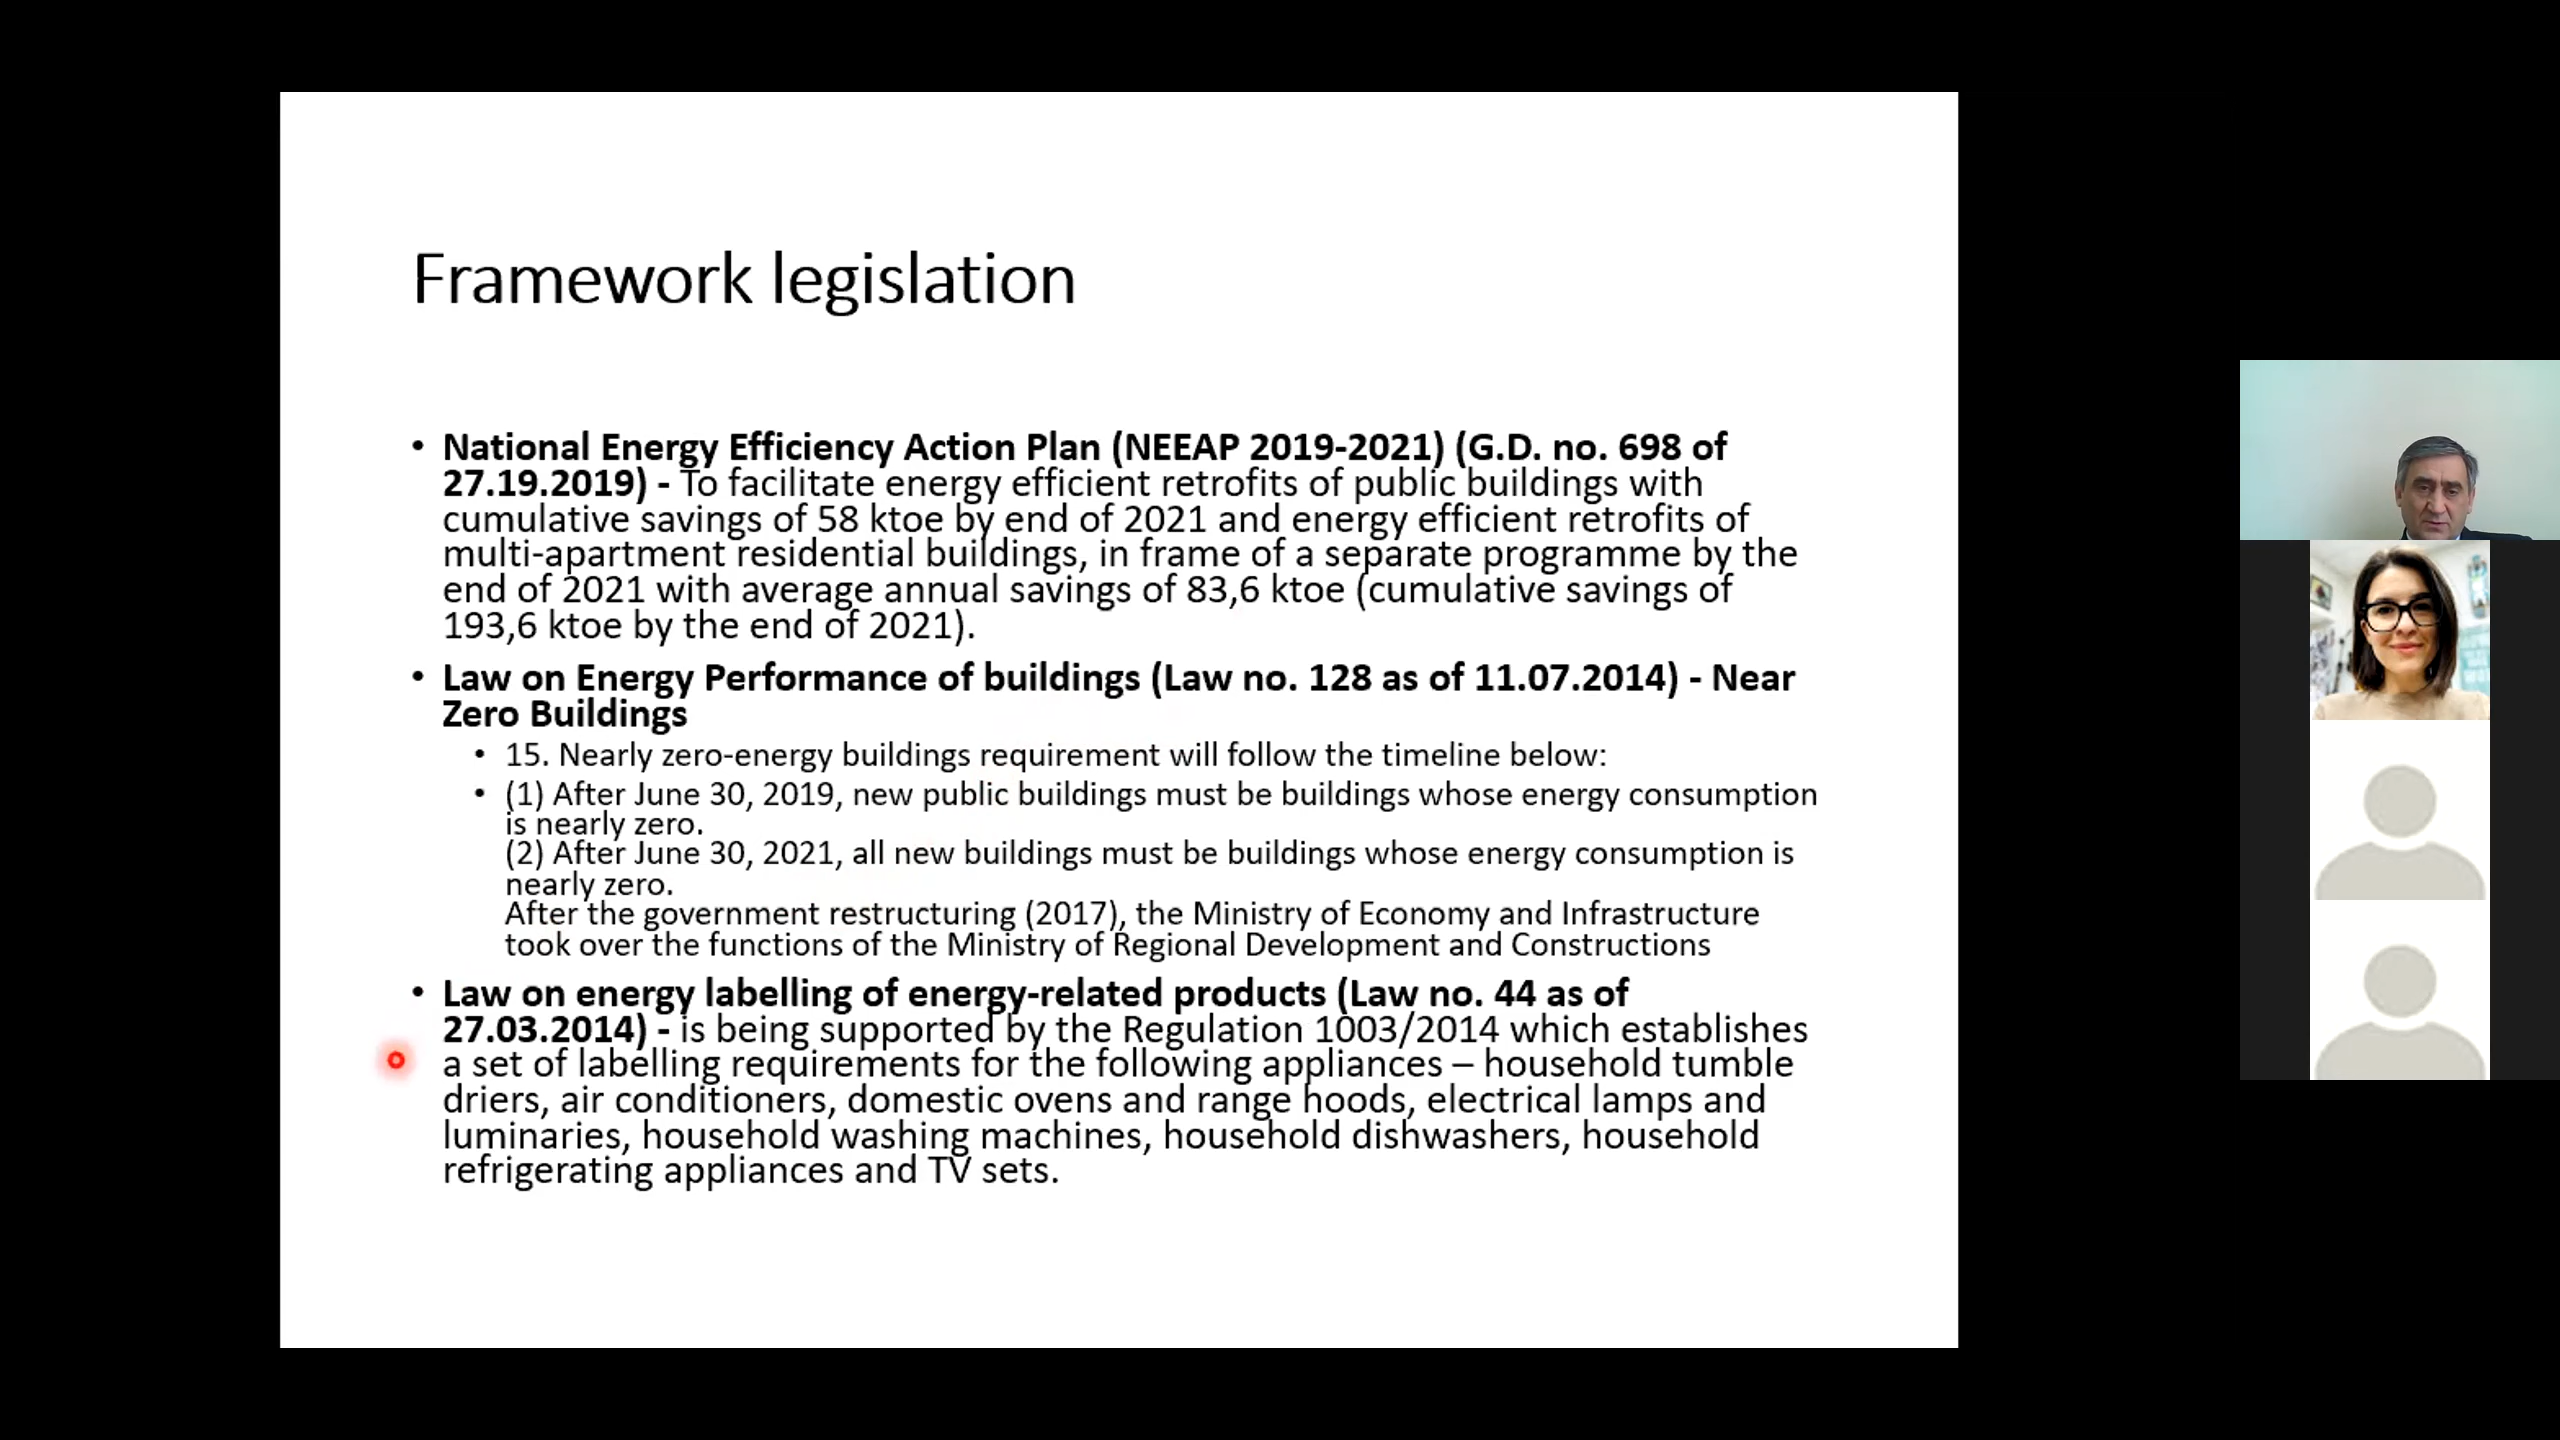 Framework legislation
• National Energy Efficiency Action Plan (NEEAP 2019-2021) (G.D. no. 698 of
27.19.2019) - To facilitate energy efficient retrofits of public buildings with
cumulative savings of 58 ktoe by end of 2021 and energy efficient retrofits of
multi-apartment residential buildings, in frame of a separate programme by the
end of 2021 with average annual savings of 83,6 ktoe (cumulative savings of
193,6 ktoe by the end of 2021).
• Law on Energy Performance of buildings (Law no. 128 as of 11.07.2014) - Near
Zero Buildings
• 15. Nearly zero-energy buildings requirement will follow the timeline below:
• (1) After June 30, 2019, new public buildings must be buildings whose energy consumption
is nearly zero.
(2) After June 30, 2021, all new buildings must be buildings whose energy consumption is
nearly zero.
After the government restructuring (2017), the Ministry of Economy and Infrastructure
took over the functions of the Ministry of Regional Development and Constructions
• Law on energy labelling of energy-related products (Law no. 44 as of
27.03.2014) - is being supported by the Regulation 1003/2014 which establishes
a set of labelling requirements for the following appliances – household tumble
driers, air conditioners, domestic ovens and range hoods, electrical lamps and
luminaries, household washing machines, household dishwashers, household
refrigerating appliances and TV sets.